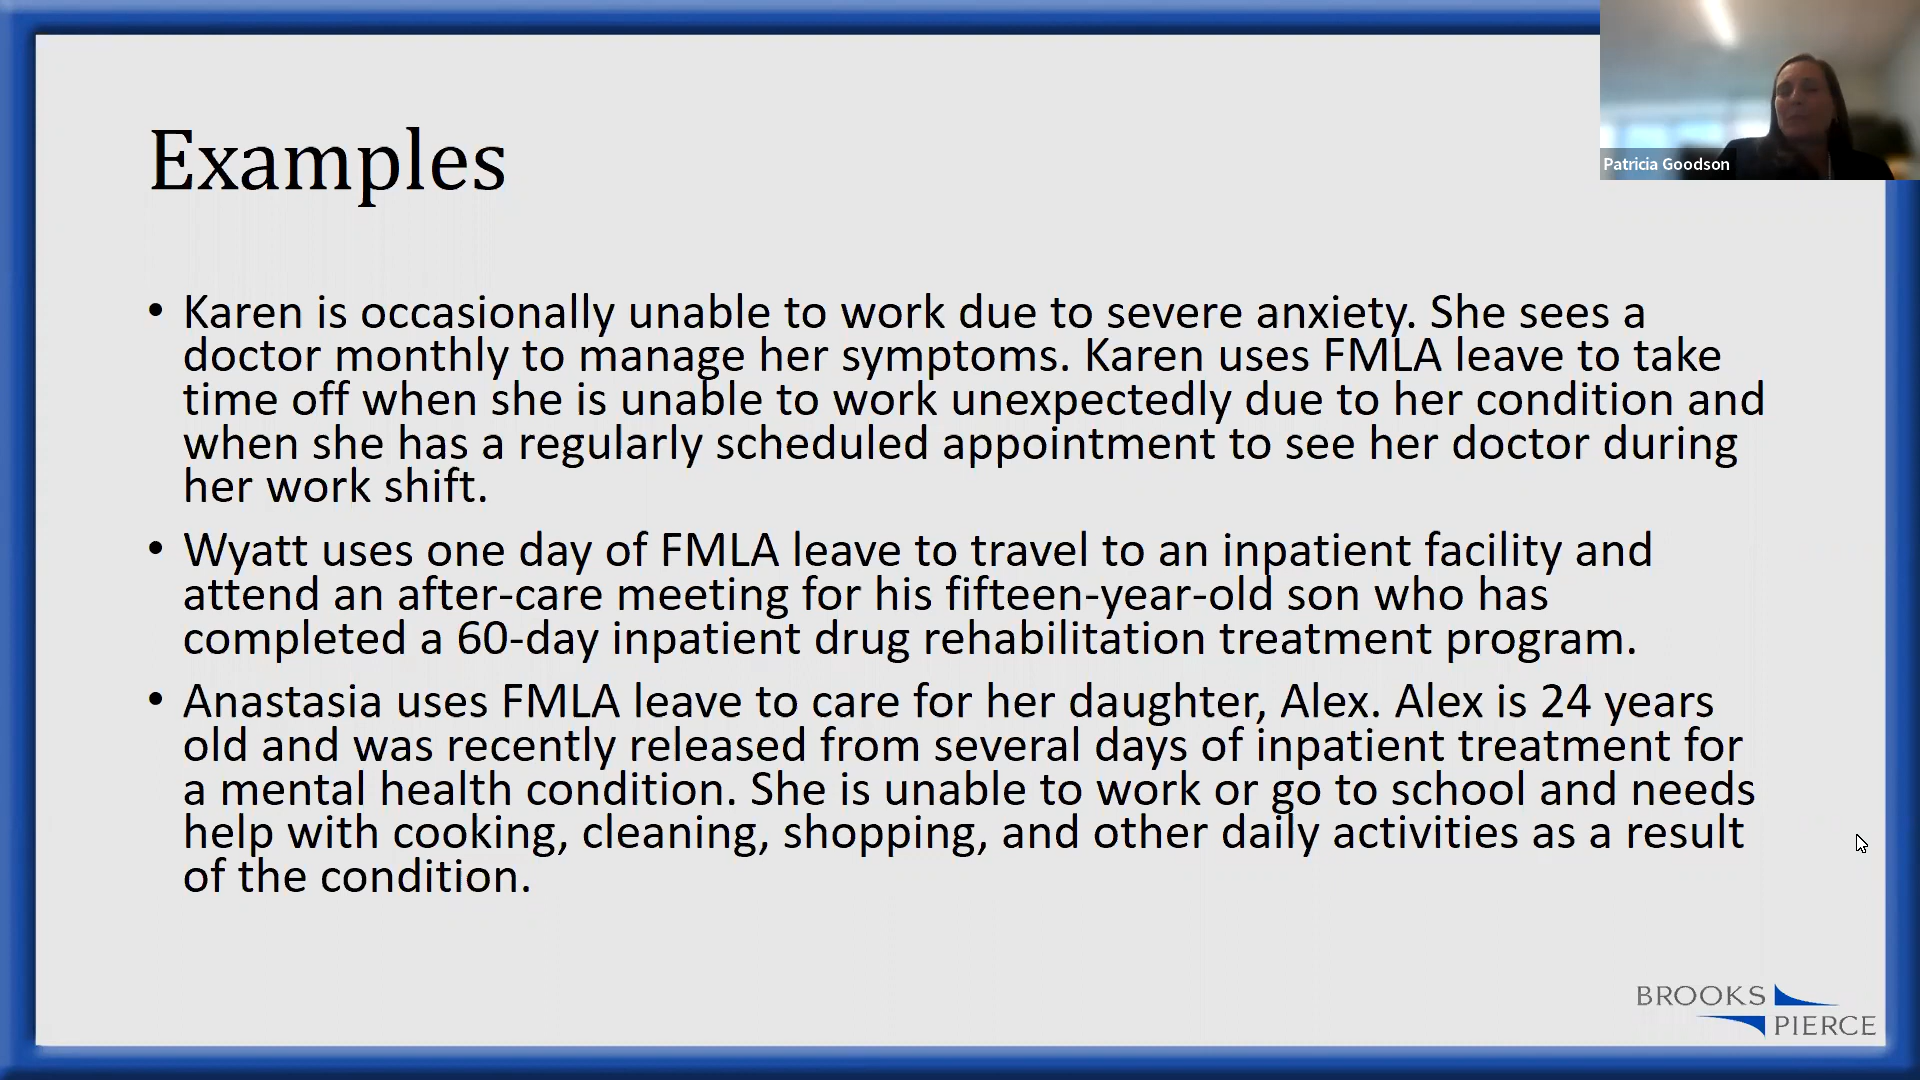 Examples
Patricia Goodson
• Karen is occasionally unable to work due to severe anxiety. She sees a
doctor monthly to manage her symptoms. Karen uses FMLA leave to take
time off when she is unable to work unexpectedly due to her condition and
when she has a regularly scheduled appointment to see her doctor during
her work shift.
• Wyatt uses one day of FMLA leave to travel to an inpatient facility and
attend an after-care meeting for his fifteen-year-old son who has
completed a 60-day inpatient drug rehabilitation treatment program.
• Anastasia uses FMLA leave to care for her daughter, Alex. Alex is 24 years
old and was recently released from several days of inpatient treatment for
a mental health condition. She is unable to work or go to school and needs
help with cooking, cleaning, shopping, and other daily activities as a result
of the condition.
BROOKS
PIERCE